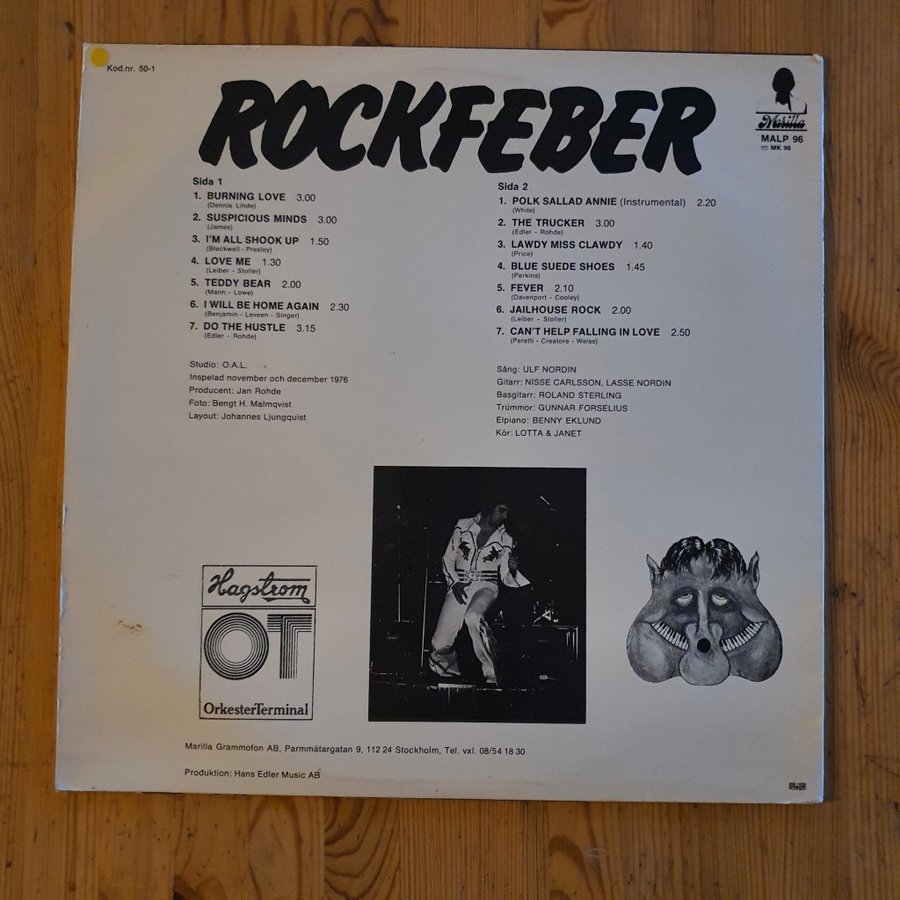 Kod.nr. 50-1
ROCKFEBER
Marilla
MALP 96
MK 96
Sida 1
1. BURNING LOVE 3.00
(Dennis Linde)
2. SUSPICIOUS MINDS 3.00
(James)
3. I'M ALL SHOOK UP 1.50
(Blackwell - Presley)
4. LOVE ME 1.30
(Leiber - Stoller)
5. TEDDY BEAR 2.00
(Mann - Lowe)
6. I WILL BE HOME AGAIN 2.30
(Benjamin - Leveen - Singer)
7. DO THE HUSTLE 3.15
(Edler - Rohde)
Studio: O.A.L.
Inspelad november och december 1976
Producent: Jan Rohde
Foto: Bengt H. Malmqvist
Layout: Johannes Ljungquist
Sida 2
1. POLK SALLAD ANNIE (Instrumental) 2.20
(White)
2. THE TRUCKER 3.00
(Edler - Rohde)
3. LAWDY MISS CLAWDY 1.40
(Price)
4. BLUE SUEDE SHOES 1.45
(Perkins)
5. FEVER 2.10
(Davenport - Cooley)
6. JAILHOUSE ROCK 2.00
(Leiber - Stoller)
7. CAN'T HELP FALLING IN LOVE 2.50
(Peretti - Creatore - Weiss)
Sång: ULF NORDIN
Gitarr: NISSE CARLSSON, LASSE NORDIN
Basgitarr: ROLAND STERLING
Trummor: GUNNAR FORSELIUS
Elpiano: BENNY EKLUND
Kör: LOTTA & JANET
Hagstrom
OT
OrkesterTerminal
Marilla Grammofon AB, Parmmätargatan 9, 112 24 Stockholm, Tel. vxl. 08/54 18 30
Produktion: Hans Edler Music AB